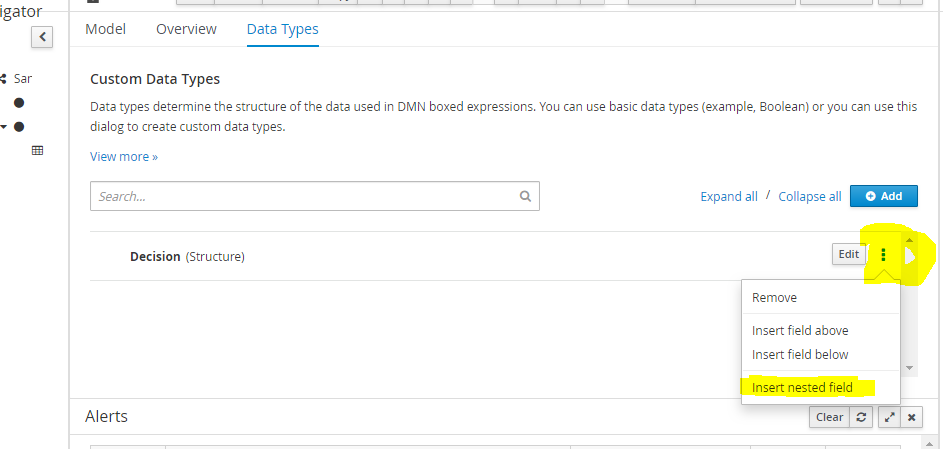 igator
Model Overview Data Types
San
Custom Data Types
Data types determine the structure of the data used in DMN boxed expressions. You can use basic data types (example, Boolean) or you can use this
dialog to create custom data types.
View more »
Search...
Expand all / Collapse all Add
Decision (Structure) Edit
Remove
Insert field above
Insert field below
Insert nested field
Alerts Clear